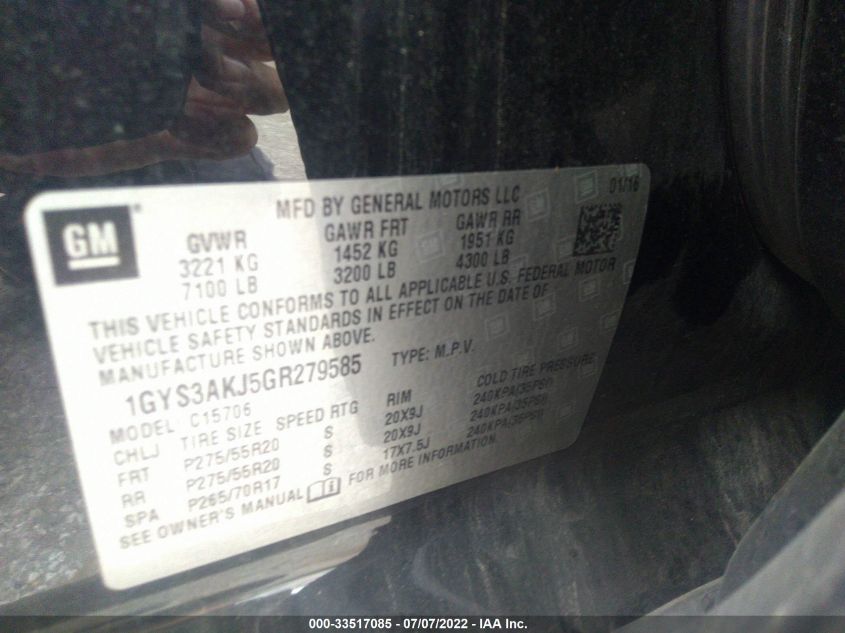 GM
MFD BY GENERAL MOTORS LLC 01/16
GVWR GAWR FRT GAWR RR
3221 KG 1452 KG 1951 KG
7100 LB 3200 LB 4300 LB
THIS VEHICLE CONFORMS TO ALL APPLICABLE U.S. FEDERAL MOTOR
VEHICLE SAFETY STANDARDS IN EFFECT ON THE DATE OF
MANUFACTURE SHOWN ABOVE.
1GYS3AKJ5GR279585 TYPE: M.P.V.
MODEL: C15706
CHLJ TIRE SIZE SPEED RTG RIM COLD TIRE PRESSURE
FRT P275/55R20 S 20X9J 240KPA(35PSI)
RR P275/55R20 S 20X9J 240KPA(35PSI)
SPA P265/70R17 S 17X7.5J 240KPA(35PSI)
SEE OWNER'S MANUAL FOR MORE INFORMATION.
000-33517085 - 07/07/2022 - IAA Inc.